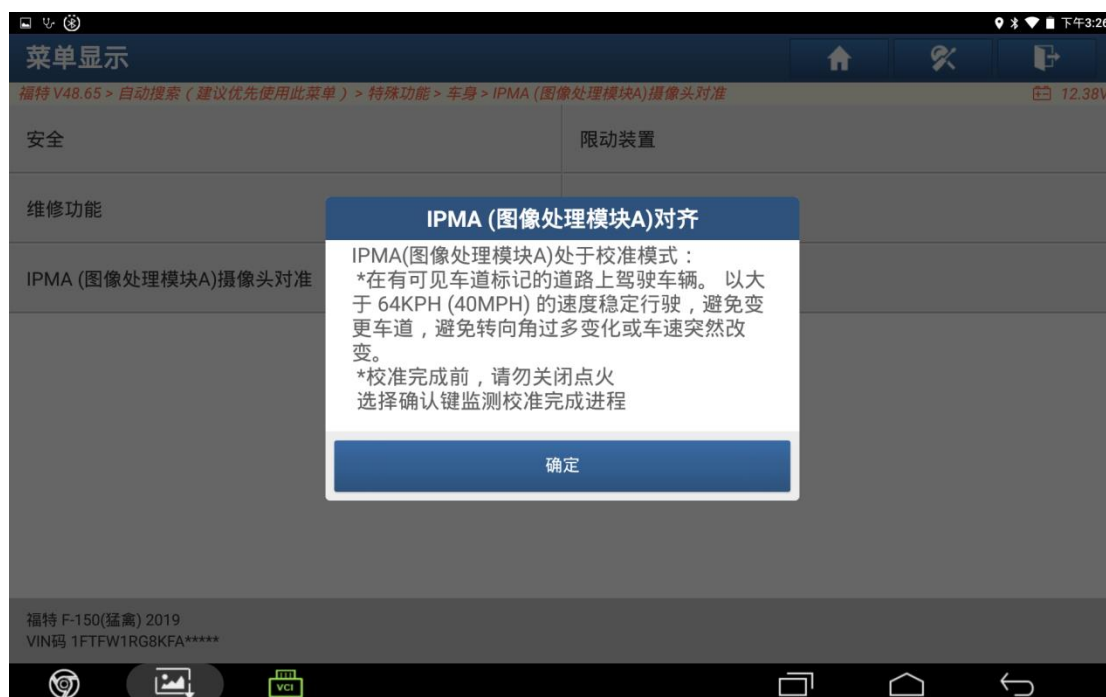 下午3:26
菜单显示
福特 V48.65 > 自动搜索 ( 建议优先使用此菜单 ) > 特殊功能 > 车身 > IPMA (图像处理模块A)摄像头对准
12.38V
安全
限动装置
维修功能
IPMA (图像处理模块A)摄像头对准
IPMA (图像处理模块A)对齐
IPMA(图像处理模块A)处于校准模式：
*在有可见车道标记的道路上驾驶车辆。 以大
于 64KPH (40MPH) 的速度稳定行驶，避免变
更车道，避免转向角过多变化或车速突然改
变。
*校准完成前，请勿关闭点火
选择确认键监测校准完成进程
确定
福特 F-150(猛禽) 2019
VIN码 1FTFW1RG8KFA*****
VCI